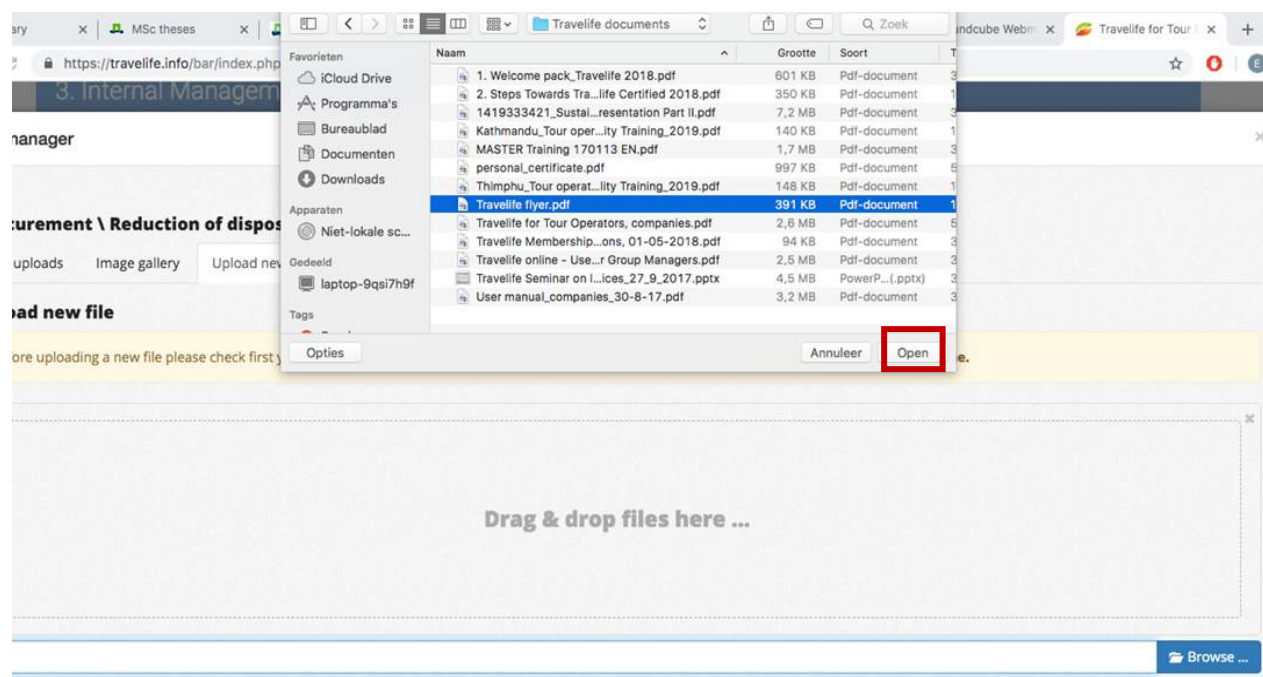 ary
MSc theses
Travelife documents
Zoek
ndcube Webm
Travelife for Tour
https://travelife.info/bar/index.php
3. Internal Managem
Favorieten
iCloud Drive
Programma's
Bureaublad
Documenten
Downloads
Apparaten
Niet-lokale sc...
Gedeeld
laptop-9qsi7h9f
Tags
Naam Grootte Soort
1. Welcome pack_Travelife 2018.pdf 601 KB Pdf-document
2. Steps Towards Tra...life Certified 2018.pdf 350 KB Pdf-document
1419333421_Sustai...resentation Part II.pdf 7,2 MB Pdf-document
Kathmandu_Tour oper...ity Training_2019.pdf 140 KB Pdf-document
MASTER Training 170113 EN.pdf 1,7 MB Pdf-document
personal_certificate.pdf 997 KB Pdf-document
Thimphu_Tour operat...lity Training_2019.pdf 148 KB Pdf-document
Travelife flyer.pdf 391 KB Pdf-document
Travelife for Tour Operators, companies.pdf 2,6 MB Pdf-document
Travelife Membership...ons, 01-05-2018.pdf 94 KB Pdf-document
Travelife online - Use...r Group Managers.pdf 2,5 MB Pdf-document
Travelife Seminar on I...ices_27_9_2017.pptx 4,5 MB PowerP...(.pptx)
User manual_companies_30-8-17.pdf 3,2 MB Pdf-document
Opties Annuleer Open
nanager
curement \ Reduction of dispos
uploads Image gallery Upload nev
oad new file
ore uploading a new file please check first y e.
Drag & drop files here ...
Browse ...